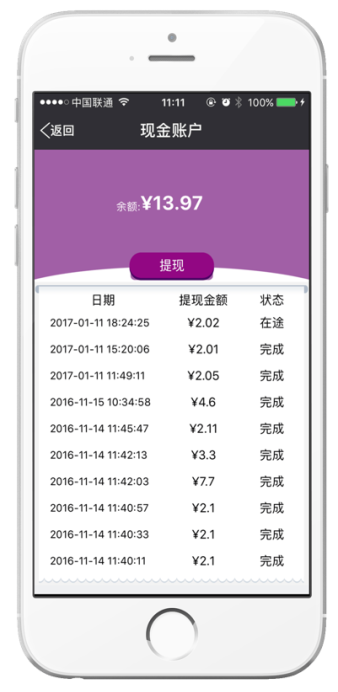 中国联通 11:11 100%
返回 现金账户
余额:¥13.97
提现
日期 提现金额 状态
2017-01-11 18:24:25 ¥2.02 在途
2017-01-11 15:20:06 ¥2.01 完成
2017-01-11 11:49:11 ¥2.05 完成
2016-11-15 10:34:58 ¥4.6 完成
2016-11-14 11:45:47 ¥2.11 完成
2016-11-14 11:42:13 ¥3.3 完成
2016-11-14 11:42:03 ¥7.7 完成
2016-11-14 11:40:57 ¥2.1 完成
2016-11-14 11:40:33 ¥2.1 完成
2016-11-14 11:40:11 ¥2.1 完成